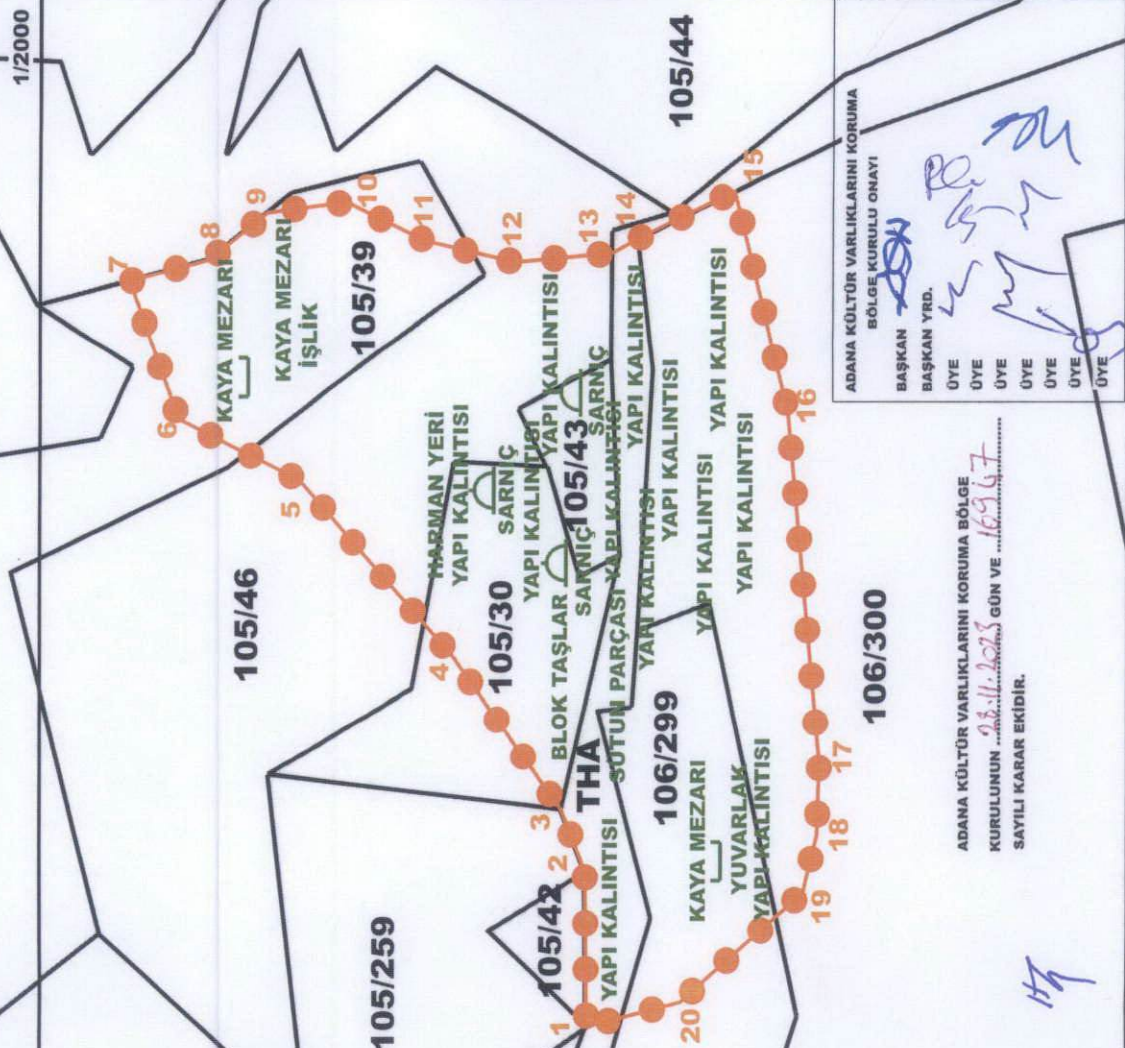 1/2000
105/259
105/46
105/39
105/44
105/42
105/30
105/43
THA
106/299
106/300
1
2
3
4
5
6
7
8
9
10
11
12
13
14
15
16
17
18
19
20
KAYA MEZARI
KAYA MEZARI
İŞLİK
HARMAN YERİ
YAPI KALINTISI
SARNIÇ
YAPI KALINTISI
YAPI KALINTISI
SARNIÇ
BLOK TAŞLAR
SARNIÇ
SÜTUN PARÇASI
YAPI KALINTISI
YAPI KALINTISI
YAPI KALINTISI
YAPI KALINTISI
YAPI KALINTISI
YAPI KALINTISI
YAPI KALINTISI
YAPI KALINTISI
KAYA MEZARI
YUVARLAK
YAPI KALINTISI
ADANA KÜLTÜR VARLIKLARINI KORUMA BÖLGE
KURULUNUN 28.11.2023 GÜN VE 16947
SAYILI KARAR EKİDİR.
ADANA KÜLTÜR VARLIKLARINI KORUMA
BÖLGE KURULU ONAYI
BAŞKAN
BAŞKAN YRD.
ÜYE
ÜYE
ÜYE
ÜYE
ÜYE
ÜYE
ÜYE